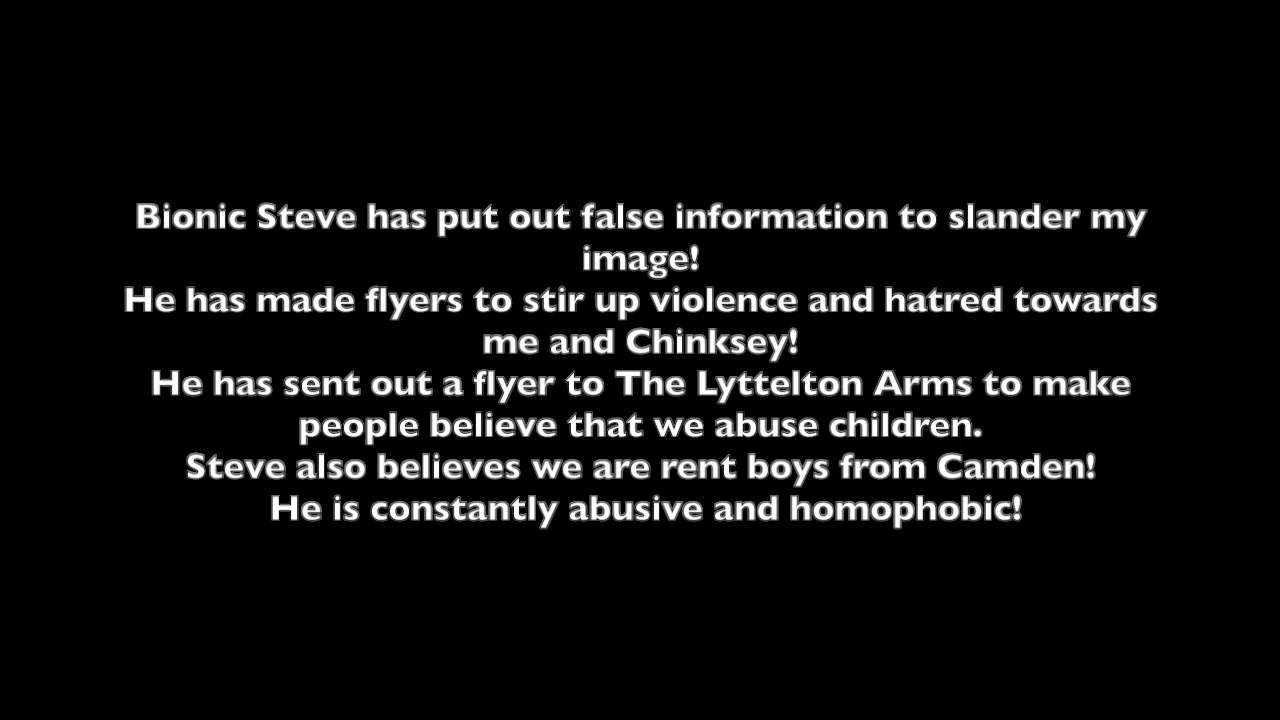 Bionic Steve has put out false information to slander my
image!
He has made flyers to stir up violence and hatred towards
me and Chinksey!
He has sent out a flyer to The Lyttelton Arms to make
people believe that we abuse children.
Steve also believes we are rent boys from Camden!
He is constantly abusive and homophobic!